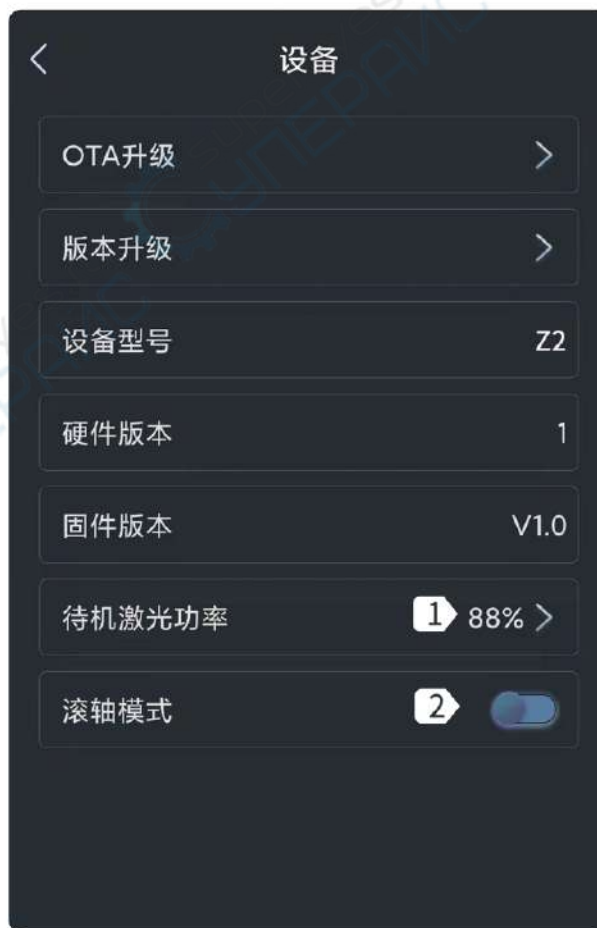 设备
OTA升级
版本升级
设备型号 Z2
硬件版本 1
固件版本 V1.0
待机激光功率 1 88%
滚轴模式 2